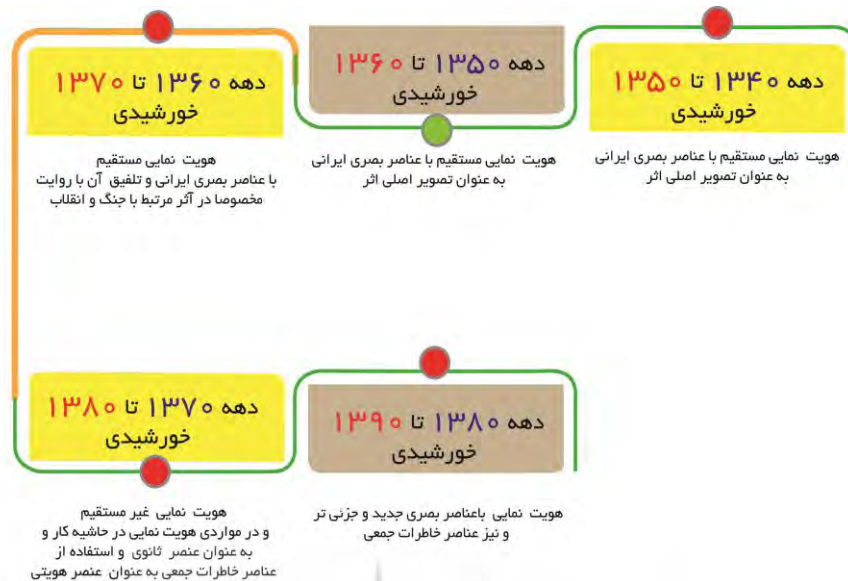 دهه ۱۳۴۰ تا ۱۳۵۰
خورشیدی
هویت نمایی مستقیم با عناصر بصری ایرانی
به عنوان تصویر اصلی اثر
دهه ۱۳۵۰ تا ۱۳۶۰
خورشیدی
هویت نمایی مستقیم با عناصر بصری ایرانی
به عنوان تصویر اصلی اثر
دهه ۱۳۶۰ تا ۱۳۷۰
خورشیدی
هویت نمایی مستقیم
با عناصر بصری ایرانی و تلفیق آن با روایت
مخصوصا در آثر مرتبط با جنگ و انقلاب
دهه ۱۳۷۰ تا ۱۳۸۰
خورشیدی
هویت نمایی غیر مستقیم
و در مواردی هویت نمایی در حاشیه کار و
به عنوان عنصر ثانوی و استفاده از
عناصر خاطرات جمعی به عنوان عنصر هویتی
دهه ۱۳۸۰ تا ۱۳۹۰
خورشیدی
هویت نمایی باعناصر بصری جدید و جزئی تر
و نیز عناصر خاطرات جمعی